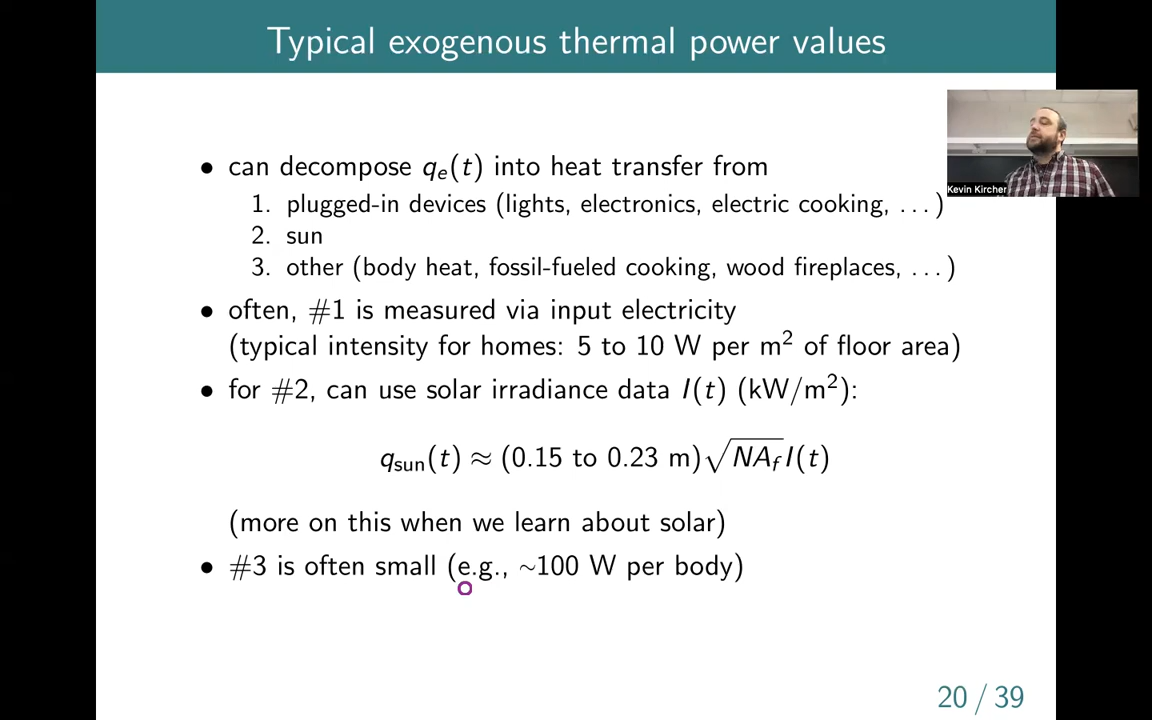 Typical exogenous thermal power values
• can decompose qₑ(t) into heat transfer from
1. plugged-in devices (lights, electronics, electric cooking, ...)
2. sun
3. other (body heat, fossil-fueled cooking, wood fireplaces, ...)
• often, #1 is measured via input electricity
(typical intensity for homes: 5 to 10 W per m² of floor area)
• for #2, can use solar irradiance data I(t) (kW/m²):
q_sun(t) ≈ (0.15 to 0.23 m)√(NA_f) I(t)
(more on this when we learn about solar)
• #3 is often small (e.g., ~100 W per body)
20 / 39
Kevin Kircher